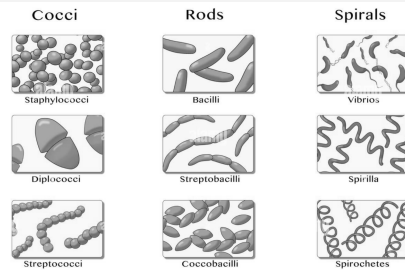 Cocci Rods Spirals
Staphylococci Bacilli Vibrios
Diplococci Streptobacilli Spirilla
Streptococci Coccobacilli Spirochetes